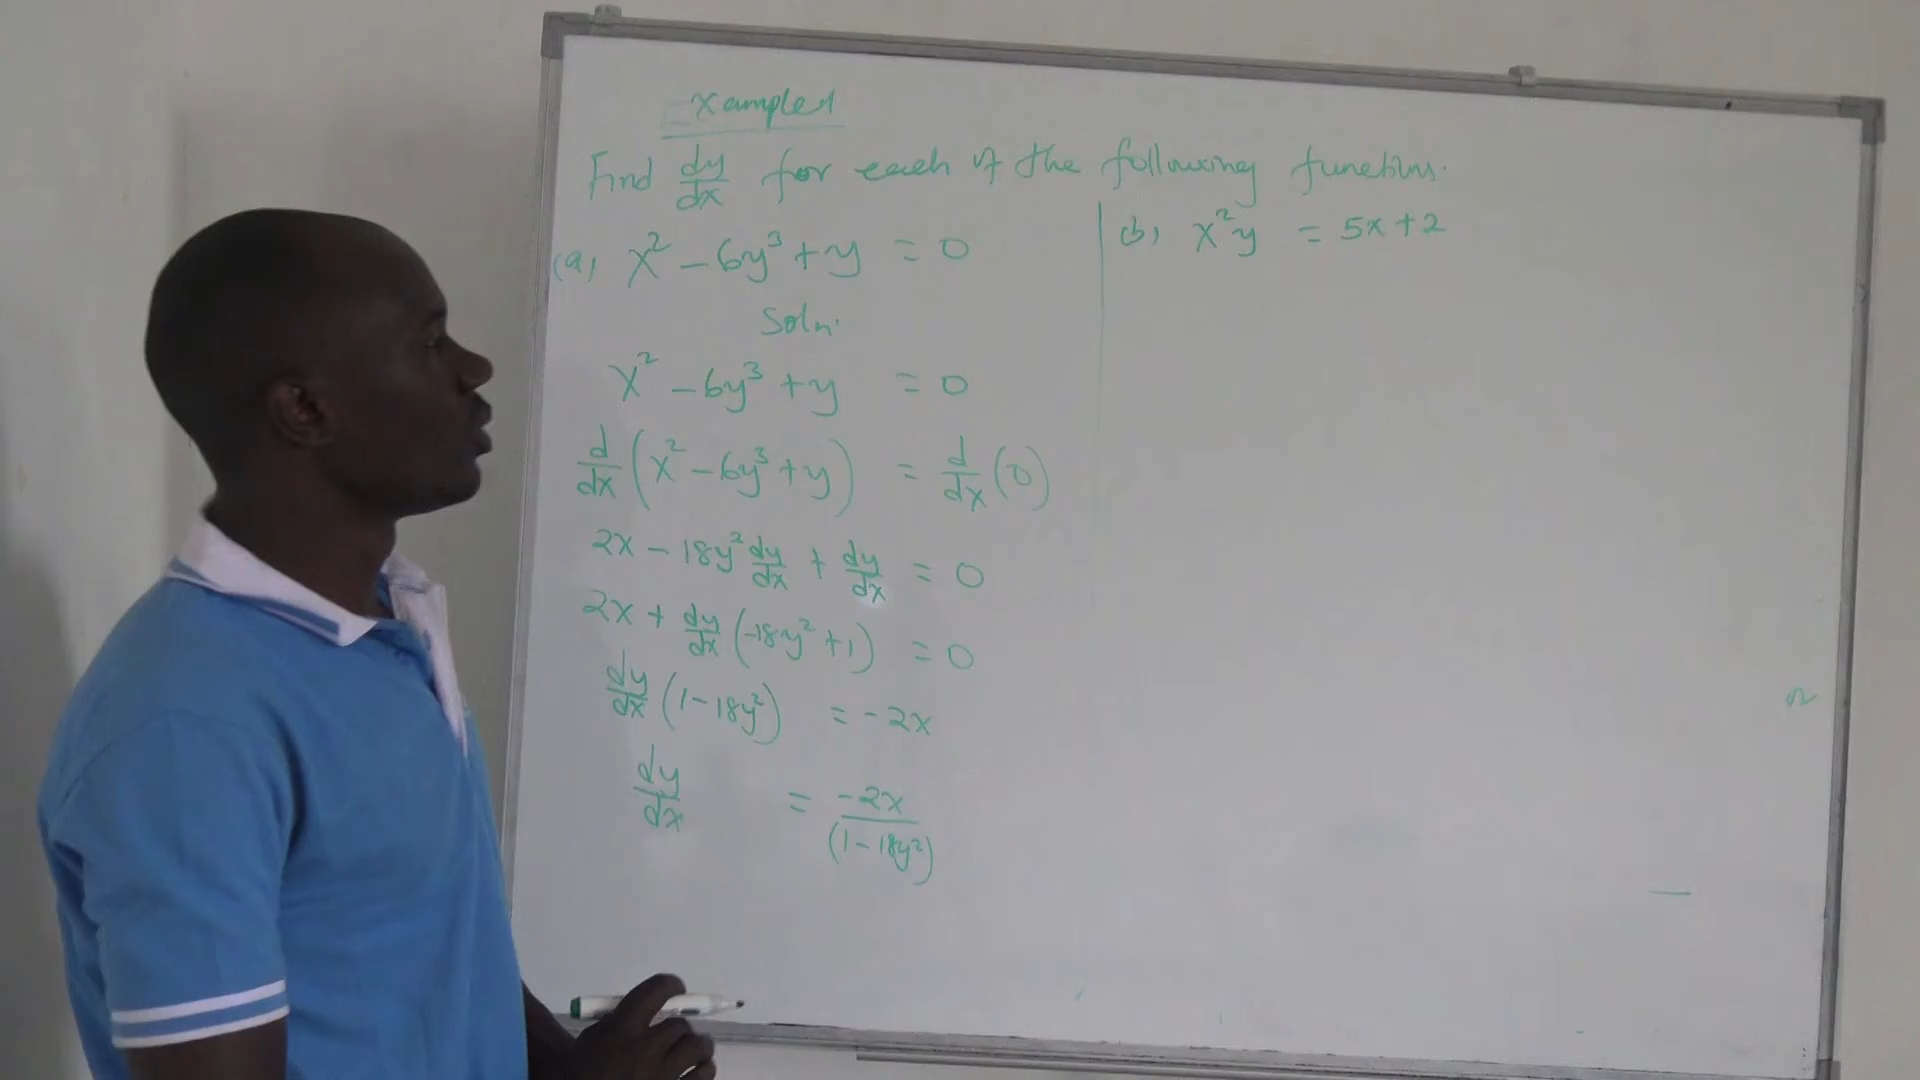 xample1
Find dy/dx for each of the following functions.
(a) x² - 6y³ + y = 0
Soln.
x² - 6y³ + y = 0
d/dx (x² - 6y³ + y) = d/dx (0)
2x - 18y² dy/dx + dy/dx = 0
2x + dy/dx (-18y² + 1) = 0
dy/dx (1 - 18y²) = -2x
dy/dx = -2x/(1 - 18y²)
(b) x²y = 5x + 2